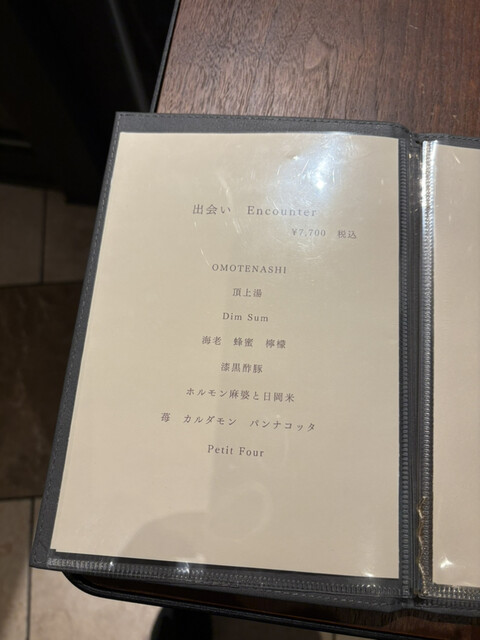 出会い Encounter
¥7,700 税込
OMOTENASHI
頂上湯
Dim Sum
海老 蜂蜜 檸檬
漆黒酢豚
ホルモン麻婆と日岡米
苺 カルダモン パンナコッタ
Petit Four